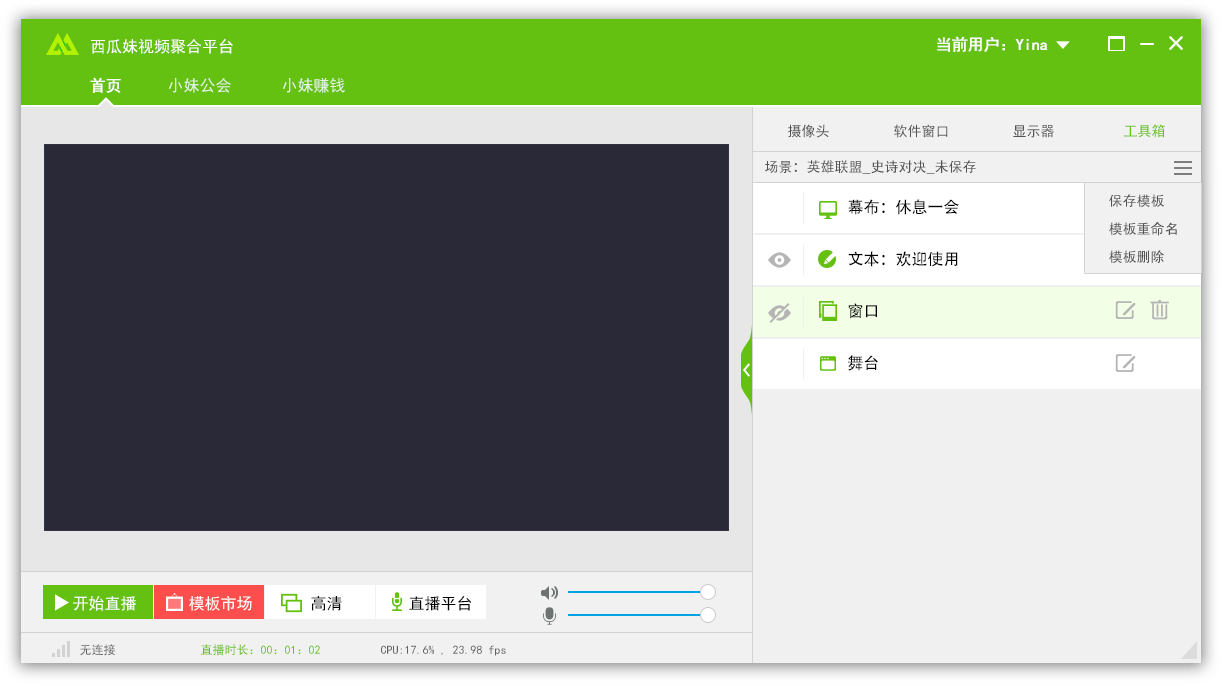 西瓜妹视频聚合平台
当前用户：Yina
首页
小妹公会
小妹赚钱
摄像头
软件窗口
显示器
工具箱
场景：英雄联盟_史诗对决_未保存
保存模板
模板重命名
模板删除
幕布：休息一会
文本：欢迎使用
窗口
舞台
开始直播
模板市场
高清
直播平台
无连接
直播时长：00：01：02
CPU:17.6% , 23.98 fps